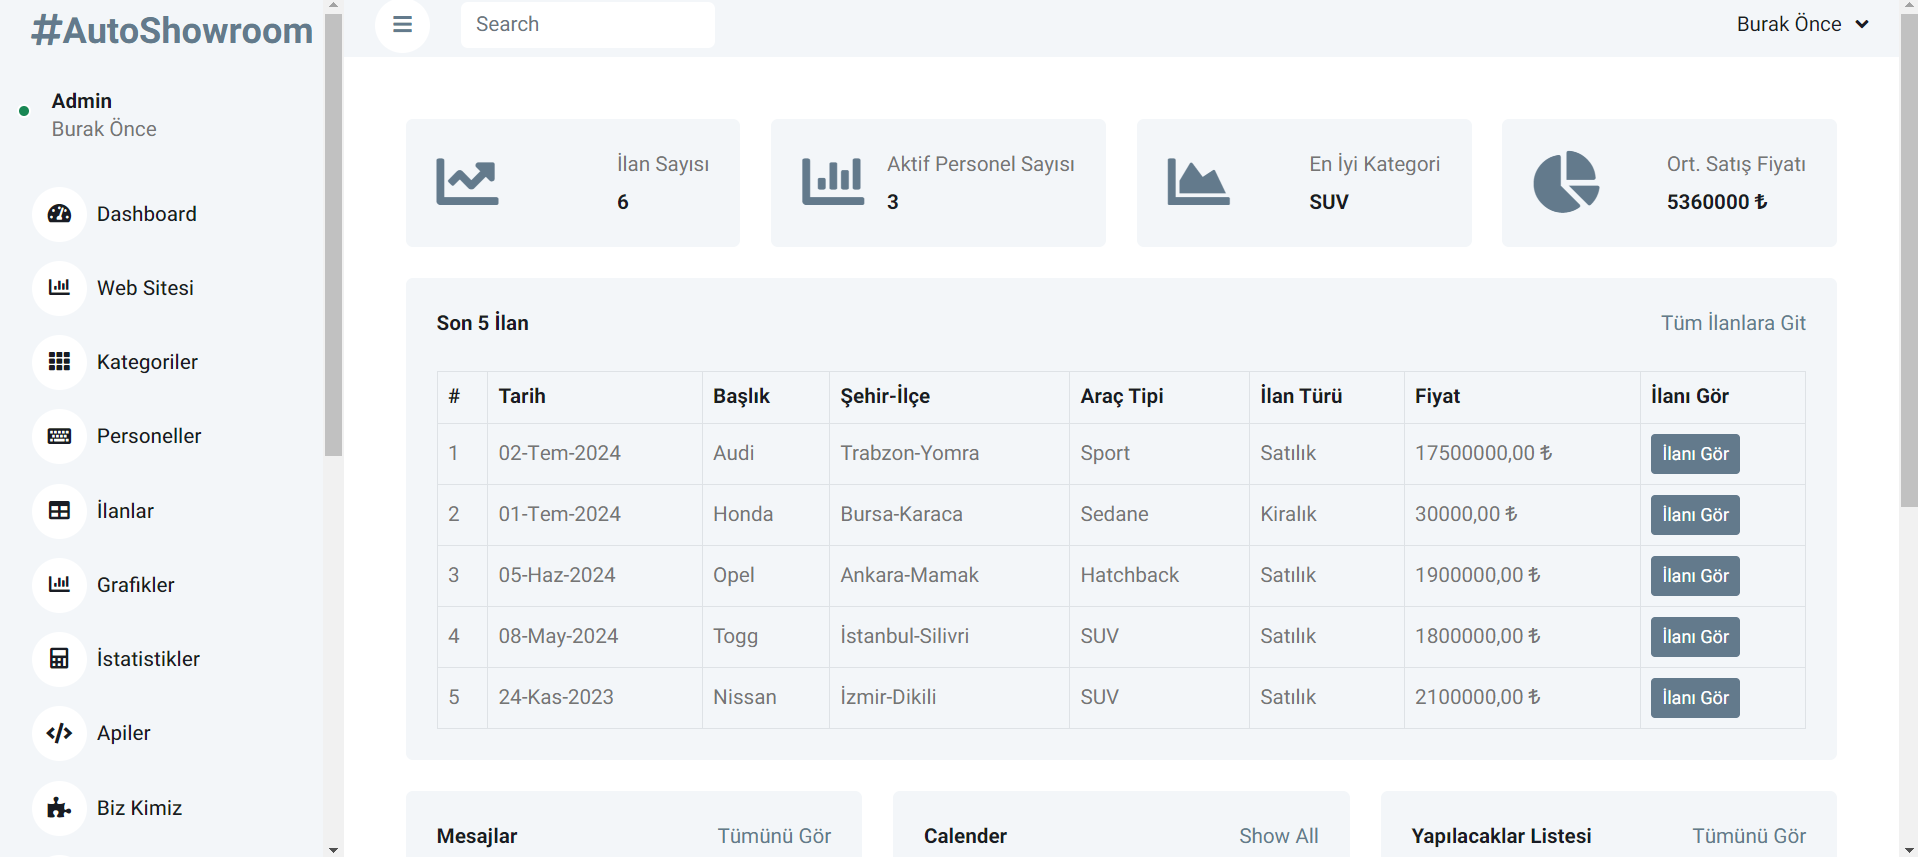 #AutoShowroom
Admin
Burak Önce
Dashboard
Web Sitesi
Kategoriler
Personeller
İlanlar
Grafikler
İstatistikler
Apiler
Biz Kimiz
Search
Burak Önce
İlan Sayısı
6
Aktif Personel Sayısı
3
En İyi Kategori
SUV
Ort. Satış Fiyatı
5360000 ₺
Son 5 İlan
Tüm İlanlara Git
# Tarih Başlık Şehir-İlçe Araç Tipi İlan Türü Fiyat İlanı Gör
1 02-Tem-2024 Audi Trabzon-Yomra Sport Satılık 17500000,00 ₺ İlanı Gör
2 01-Tem-2024 Honda Bursa-Karaca Sedane Kiralık 30000,00 ₺ İlanı Gör
3 05-Haz-2024 Opel Ankara-Mamak Hatchback Satılık 1900000,00 ₺ İlanı Gör
4 08-May-2024 Togg İstanbul-Silivri SUV Satılık 1800000,00 ₺ İlanı Gör
5 24-Kas-2023 Nissan İzmir-Dikili SUV Satılık 2100000,00 ₺ İlanı Gör
Mesajlar
Tümünü Gör
Calender
Show All
Yapılacaklar Listesi
Tümünü Gör